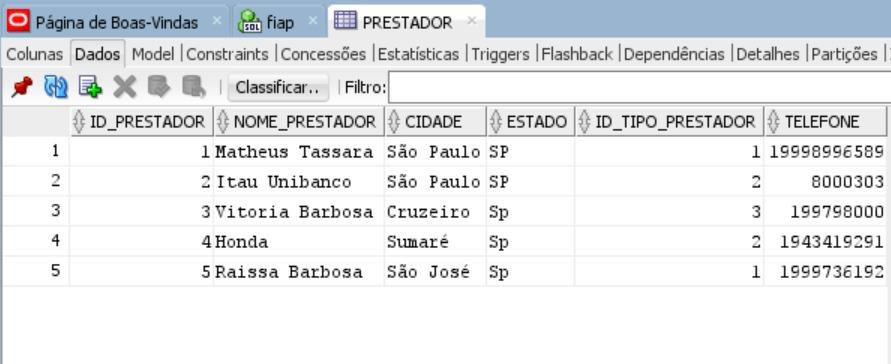 Página de Boas-Vindas × fiap × PRESTADOR ×
Colunas Dados Model | Constraints | Concessões | Estatísticas | Triggers | Flashback | Dependências | Detalhes | Partições |
Classificar.. Filtro:
ID_PRESTADOR NOME_PRESTADOR CIDADE ESTADO ID_TIPO_PRESTADOR TELEFONE
1 1 Matheus Tassara São Paulo SP 1 19998996589
2 2 Itau Unibanco São Paulo SP 2 8000303
3 3 Vitoria Barbosa Cruzeiro Sp 3 199798000
4 4 Honda Sumaré Sp 2 1943419291
5 5 Raissa Barbosa São José Sp 1 1999736192